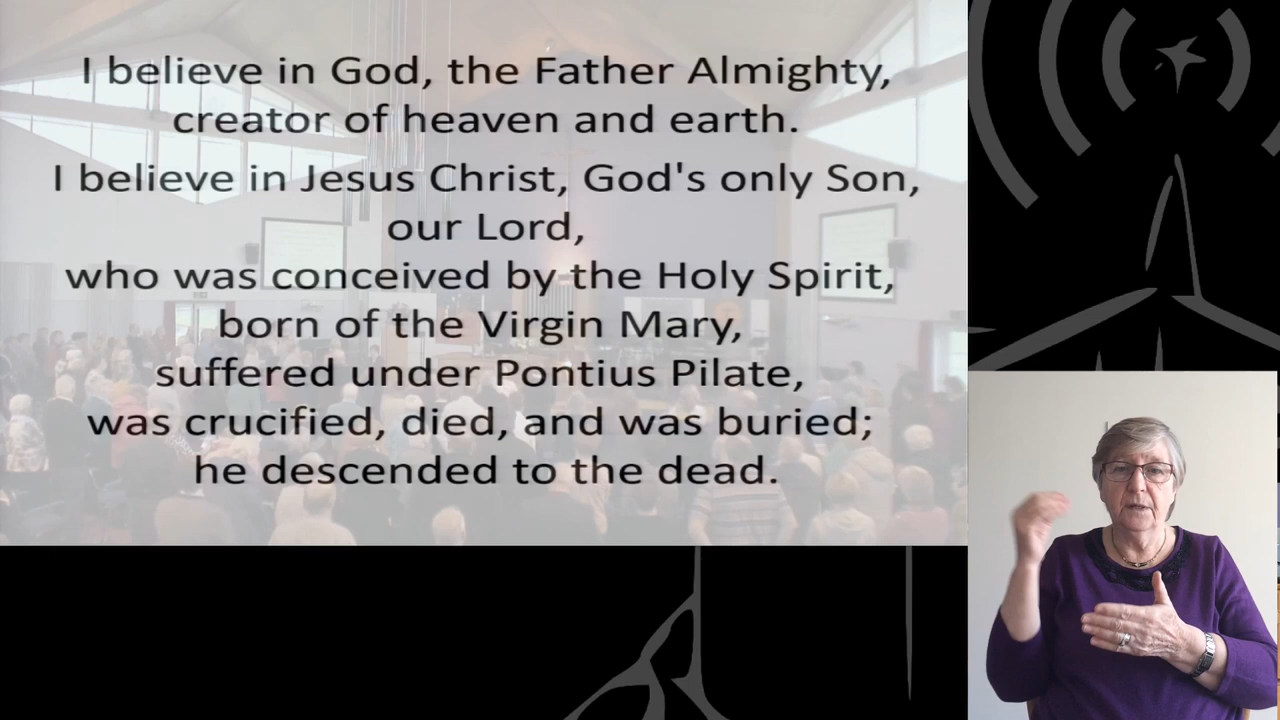 I believe in God, the Father Almighty,
creator of heaven and earth.
I believe in Jesus Christ, God's only Son,
our Lord,
who was conceived by the Holy Spirit,
born of the Virgin Mary,
suffered under Pontius Pilate,
was crucified, died, and was buried;
he descended to the dead.